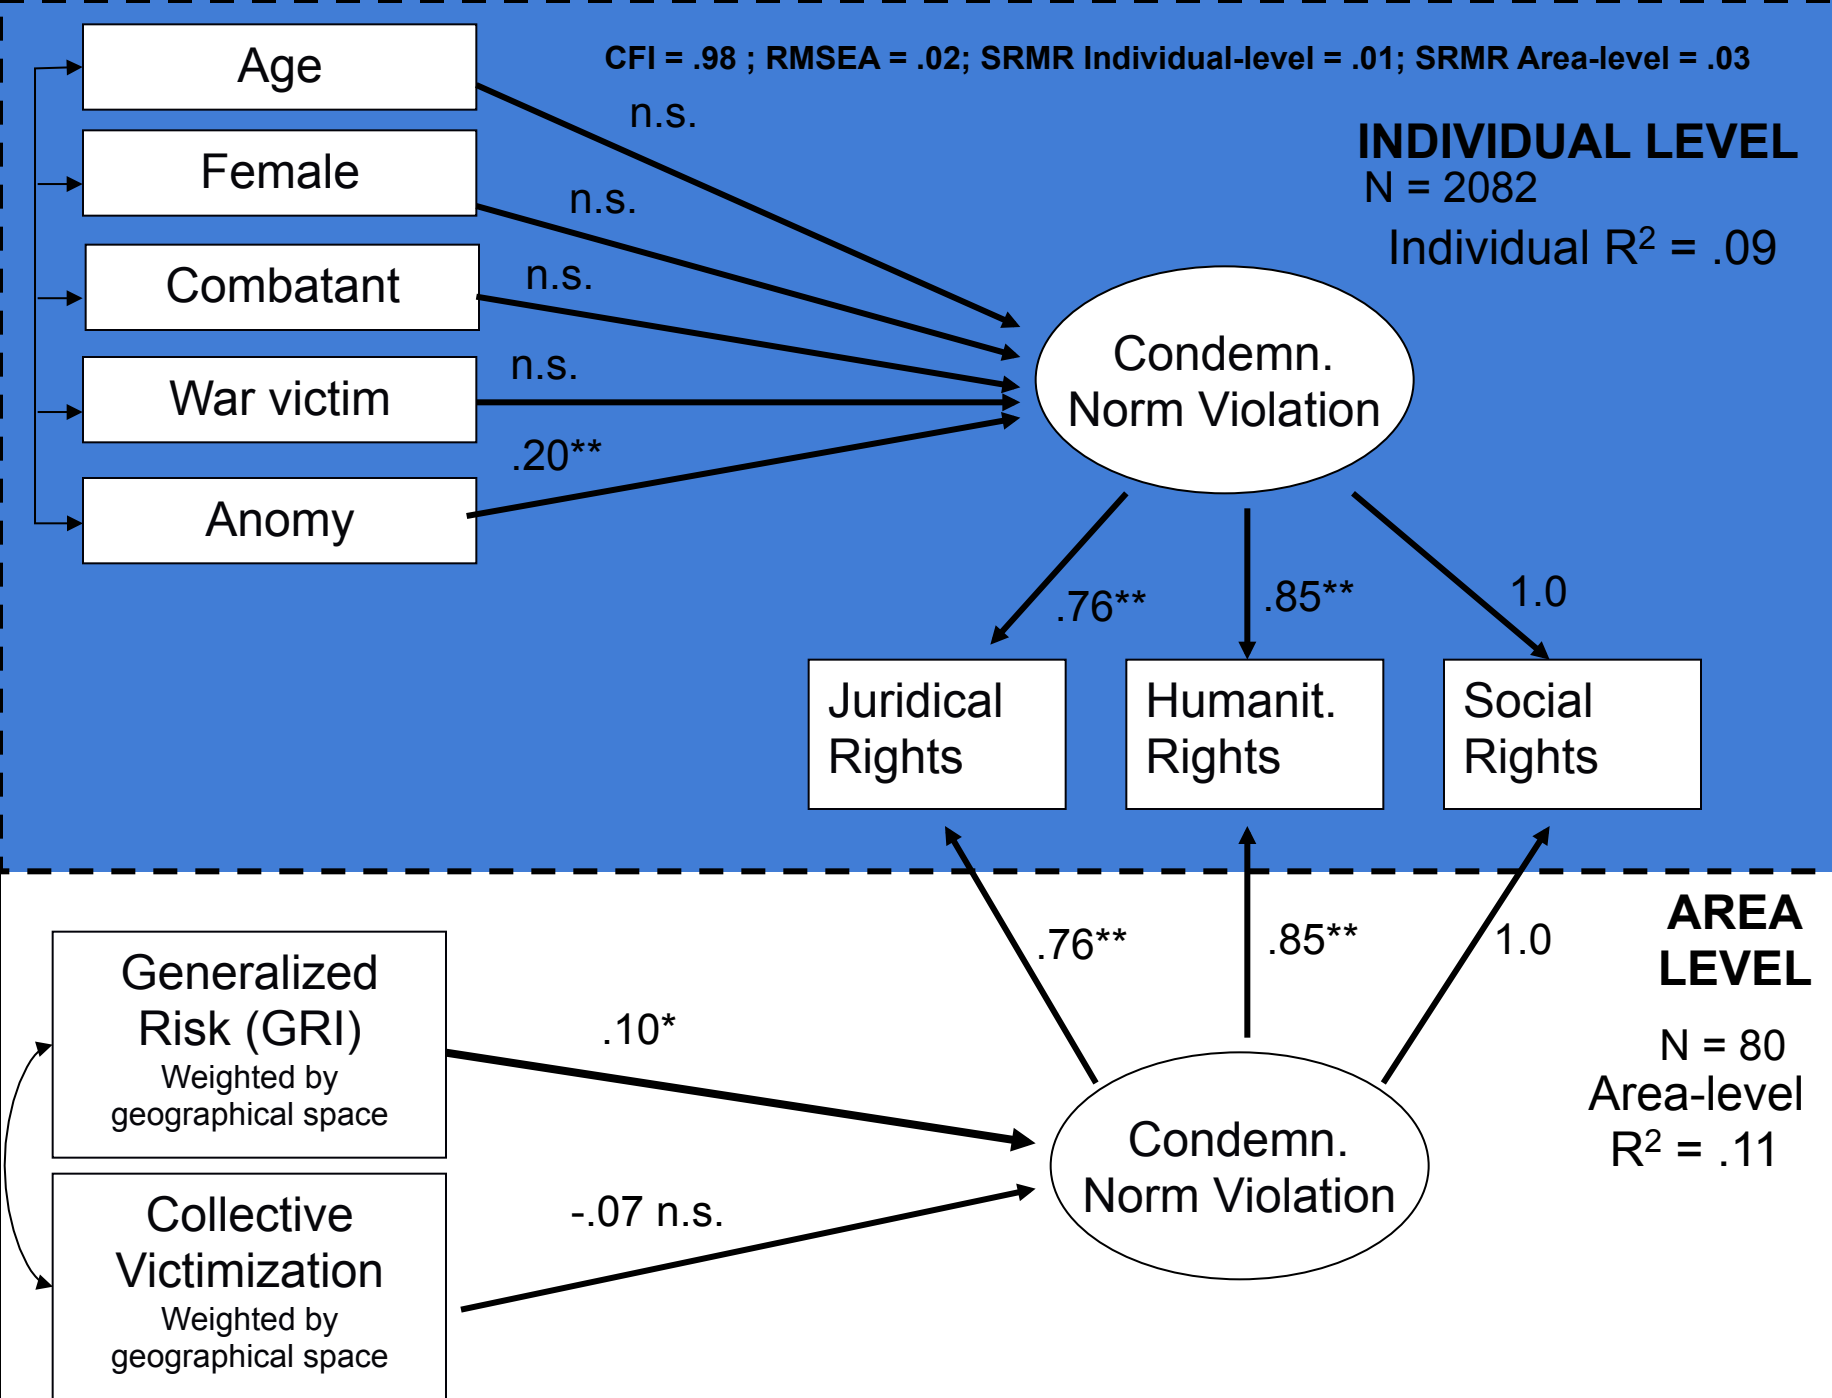 CFI = .98 ; RMSEA = .02; SRMR Individual-level = .01; SRMR Area-level = .03
INDIVIDUAL LEVEL
N = 2082
Individual R² = .09
Age
n.s.
Female
n.s.
Combatant
n.s.
War victim
n.s.
Anomy
.20**
Condemn.
Norm Violation
.76**
.85**
1.0
Juridical
Rights
Humanit.
Rights
Social
Rights
.76**
.85**
1.0
AREA
LEVEL
N = 80
Area-level
R² = .11
Generalized
Risk (GRI)
Weighted by
geographical space
.10*
Collective
Victimization
Weighted by
geographical space
-.07 n.s.
Condemn.
Norm Violation